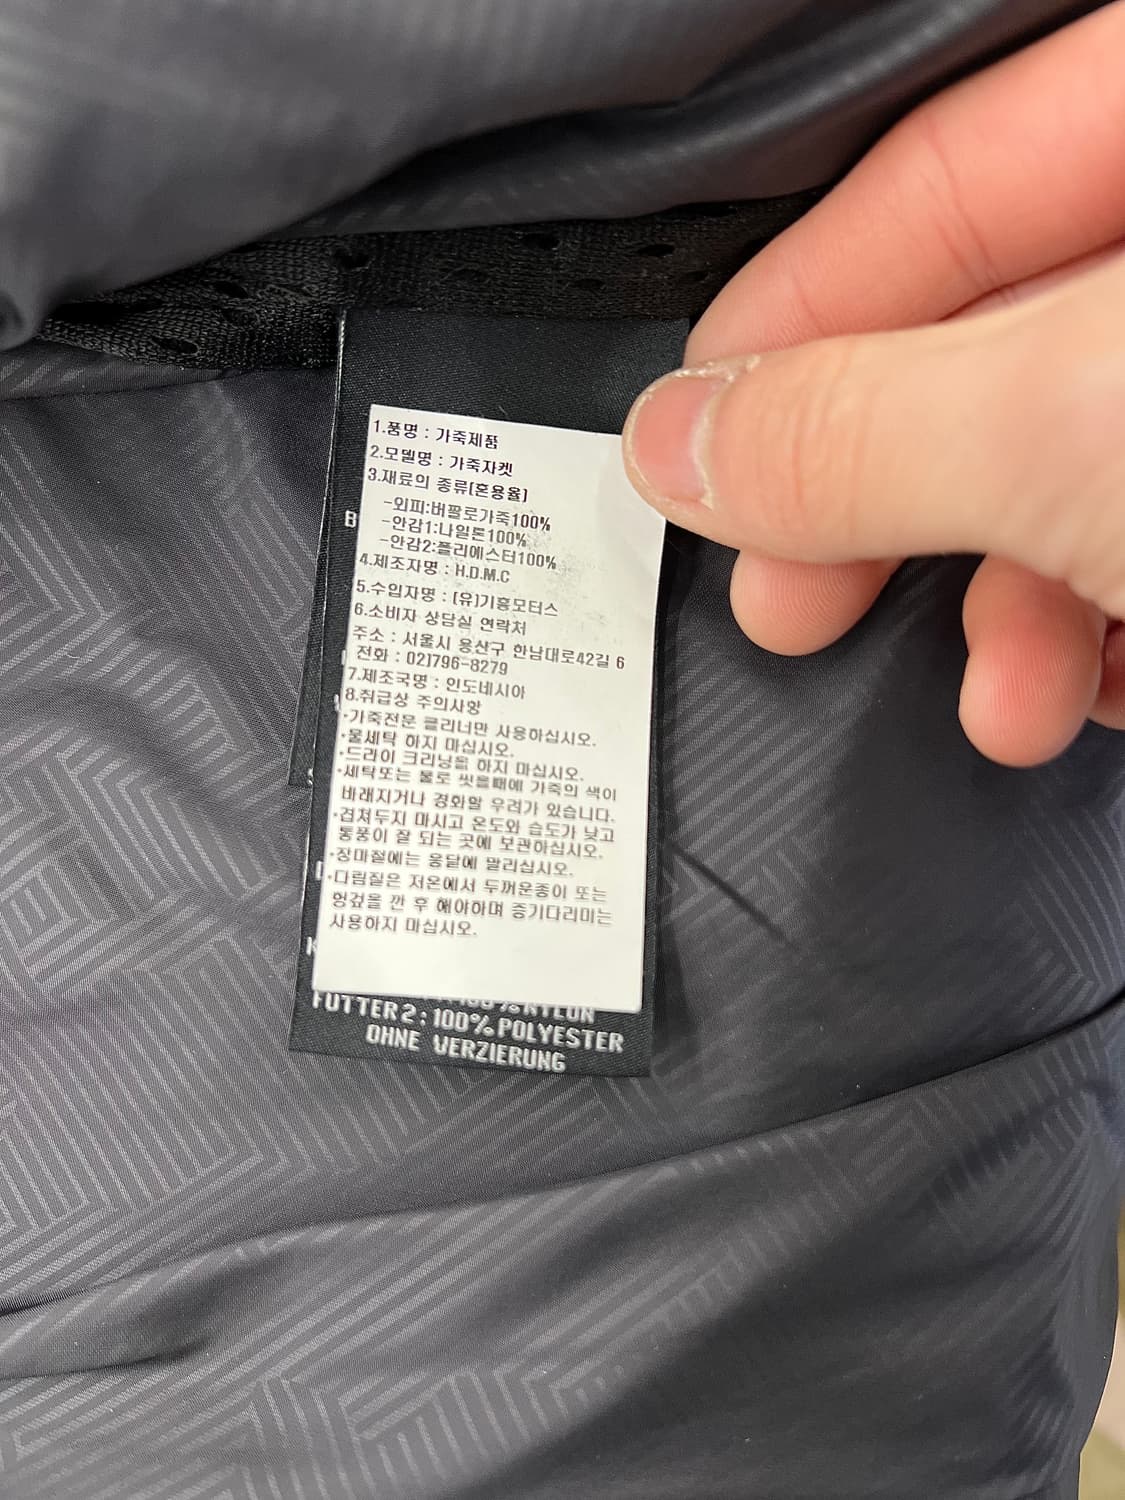 1.품명 : 가죽제품
2.모델명 : 가죽자켓
3.재료의 종류(혼용율)
-외피:버팔로가죽100%
-안감1:나일론100%
-안감2:폴리에스터100%
4.제조자명 : H.D.M.C
5.수입자명 : (유)기흥모터스
6.소비자 상담실 연락처
주소 : 서울시 용산구 한남대로42길 6
전화 : 02)796-8279
7.제조국명 : 인도네시아
8.취급상 주의사항
·가죽전문 클리너만 사용하십시오.
·물세탁 하지 마십시오.
·드라이 크리닝을 하지 마십시오.
·세탁또는 물로 씻을때에 가죽의 색이
바래지거나 경화할 우려가 있습니다.
·겹쳐두지 마시고 온도와 습도가 낮고
통풍이 잘 되는 곳에 보관하십시오.
·장마철에는 응달에 말리십시오.
·다림질은 저온에서 두꺼운종이 또는
헝겊을 깐 후 해야하며 증기다리미는
사용하지 마십시오.
100% NYLON
FUTTER 2: 100% POLYESTER
OHNE VERZIERUNG